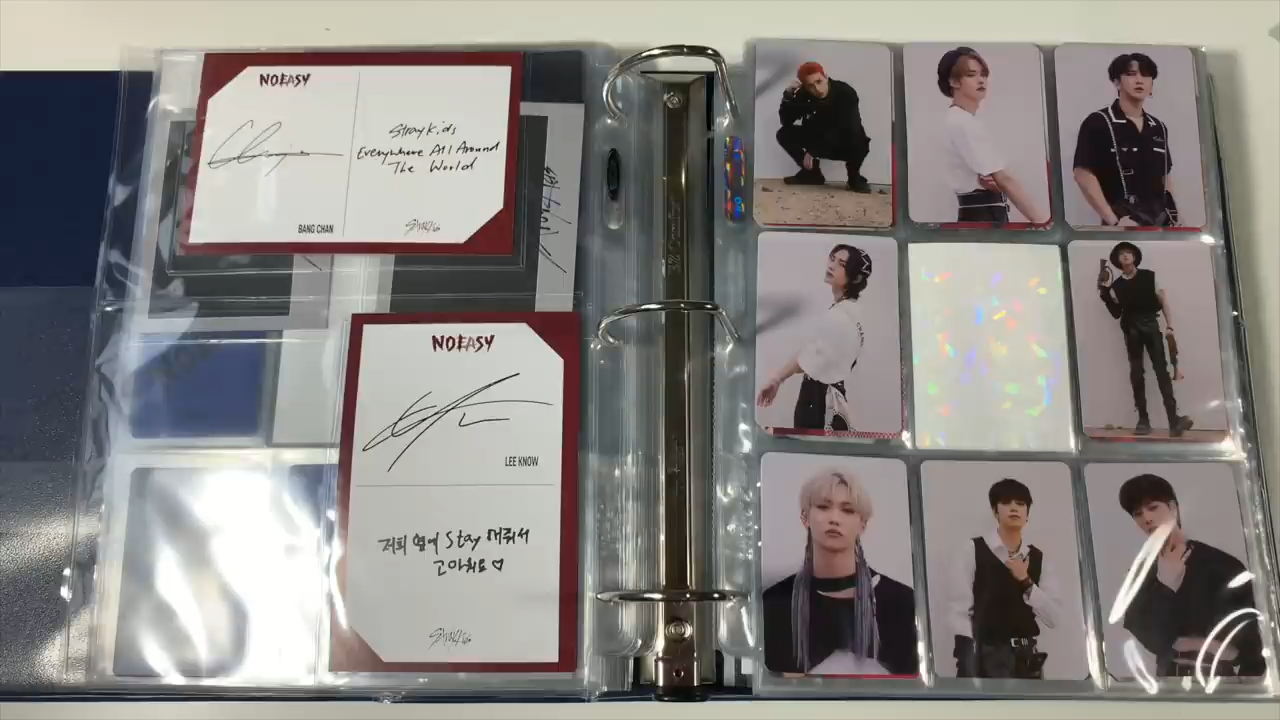 NOEASY
Stray Kids
Everywhere All Around
The World
BANG CHAN
NOEASY
LEE KNOW
저희 옆에 Stay 해줘서
고마워요♡